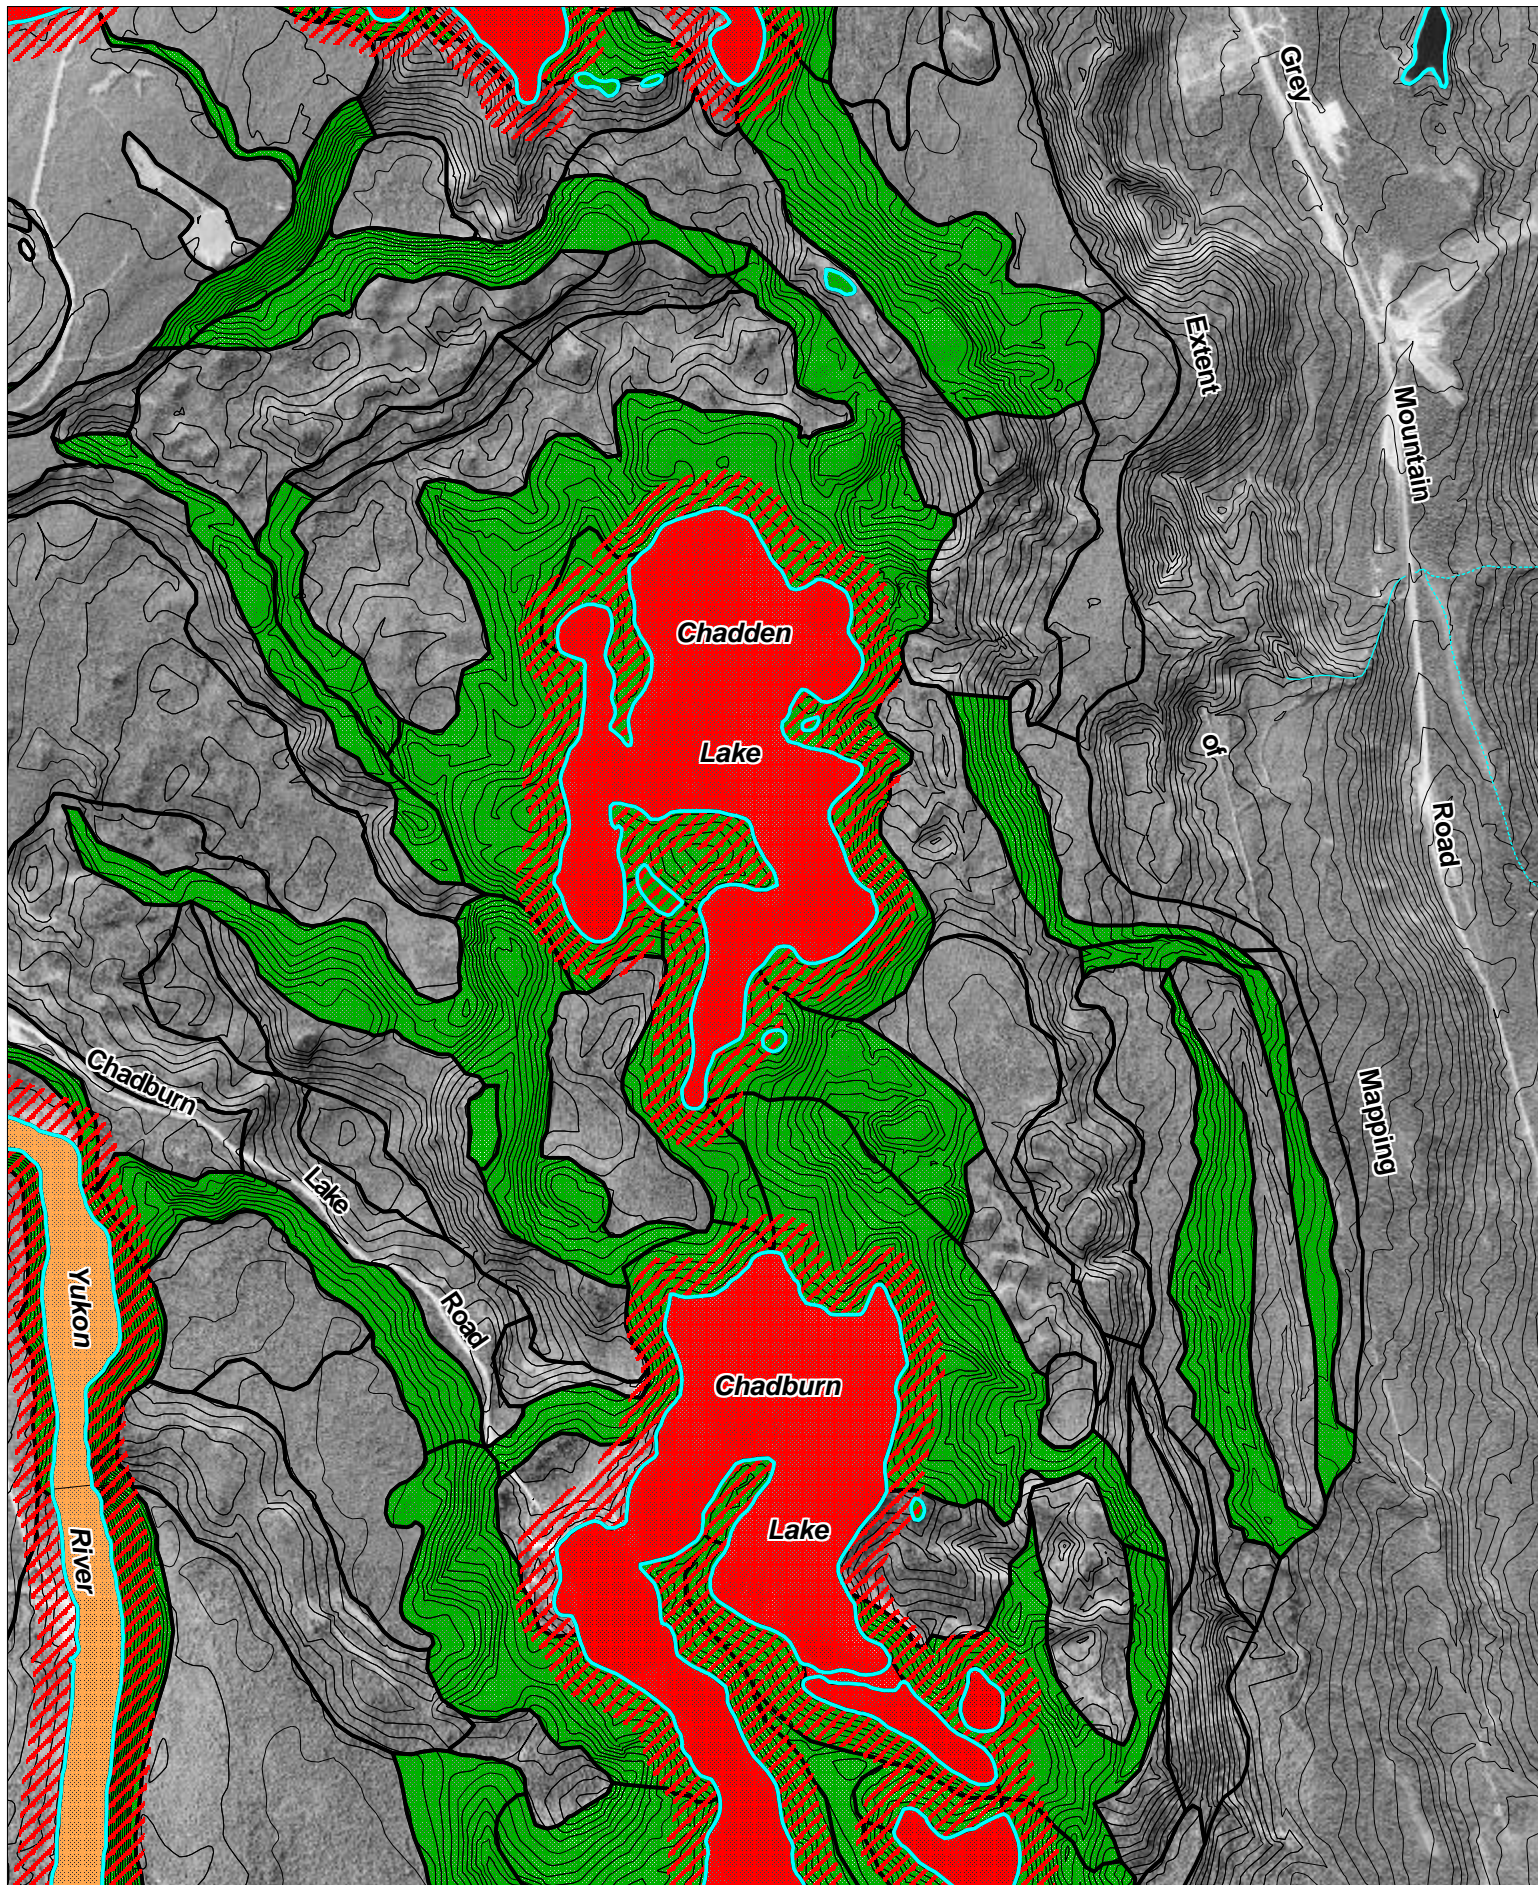 Grey
Mountain
Road
Extent
of
Mapping
Chadden
Lake
Chadburn
Lake
Road
Yukon
River
Chadburn
Lake